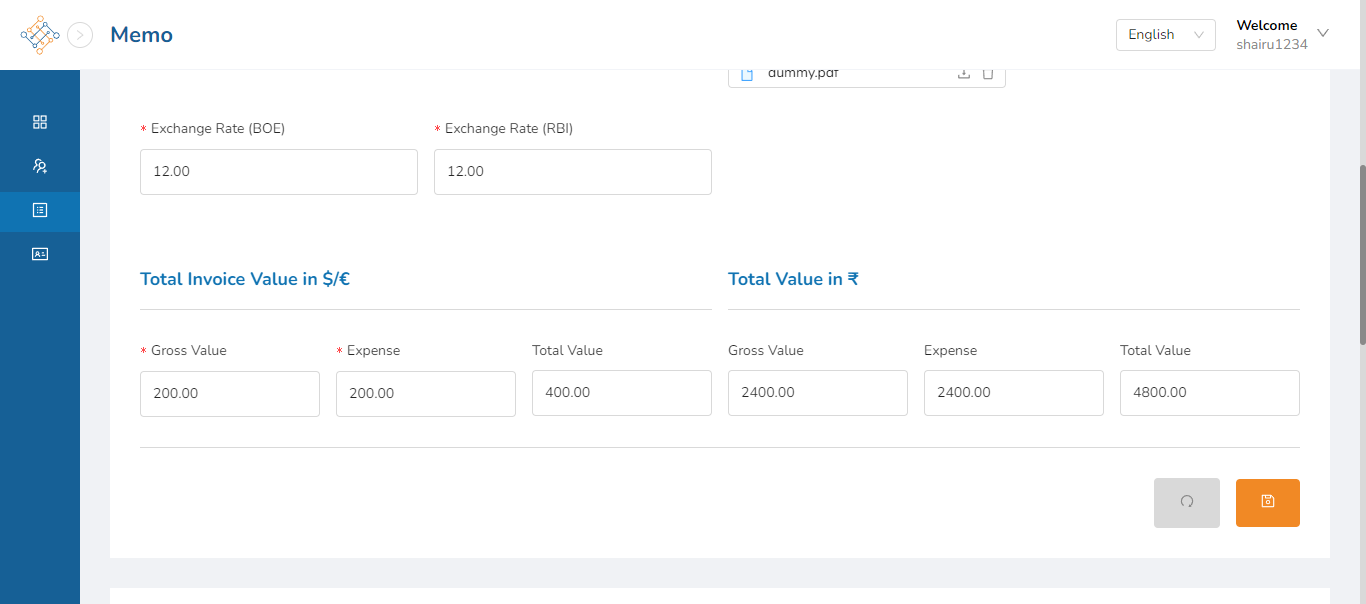 Memo
English
Welcome
shairu1234
dummy.pdf
* Exchange Rate (BOE)
* Exchange Rate (RBI)
12.00
12.00
Total Invoice Value in $/€
Total Value in ₹
* Gross Value
* Expense
Total Value
Gross Value
Expense
Total Value
200.00
200.00
400.00
2400.00
2400.00
4800.00